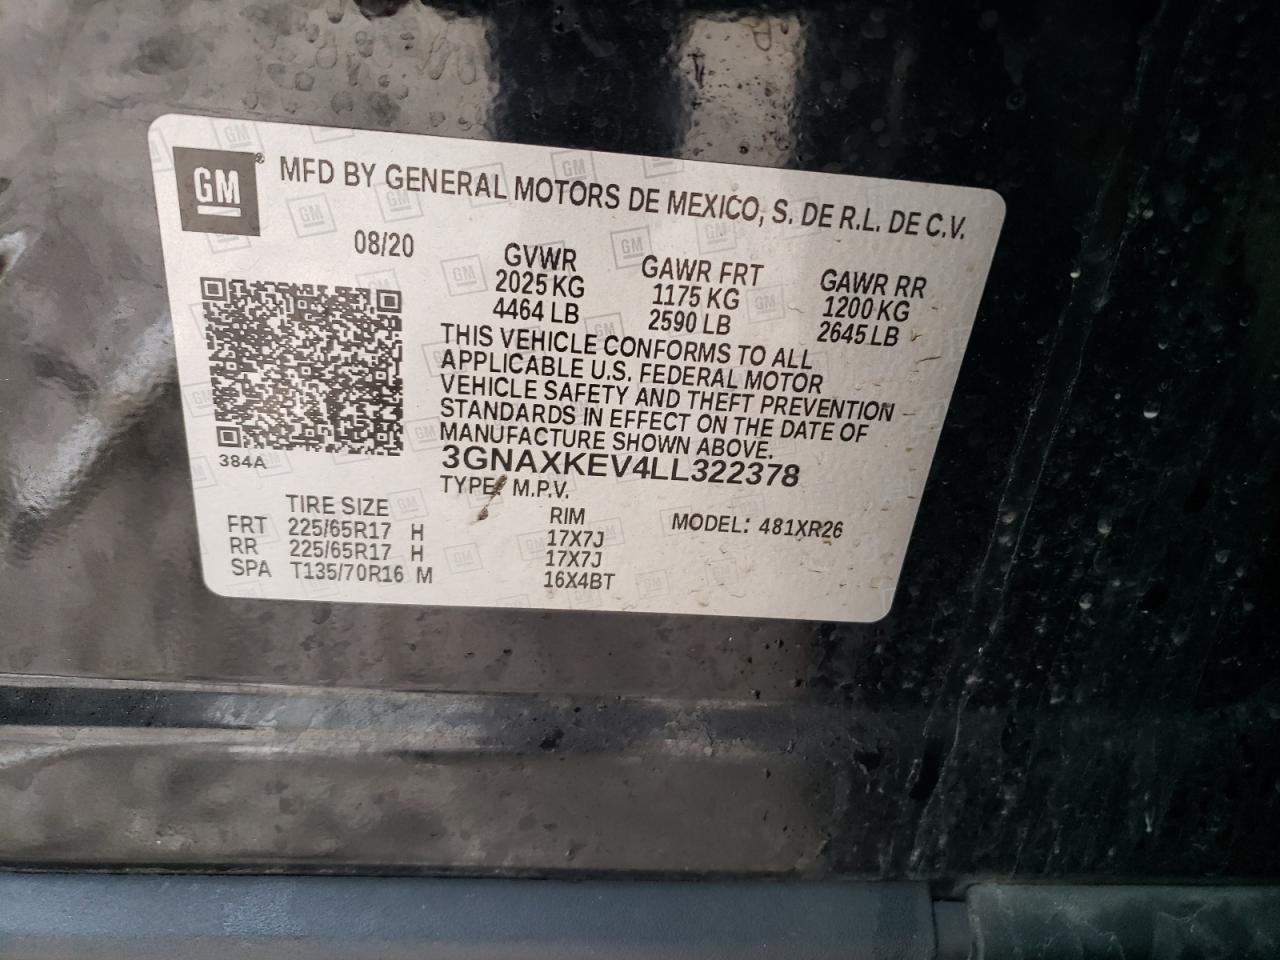 GM® MFD BY GENERAL MOTORS DE MEXICO, S. DE R.L. DE C.V.
08/20 GVWR GAWR FRT GAWR RR
2025 KG 1175 KG 1200 KG
4464 LB 2590 LB 2645 LB
THIS VEHICLE CONFORMS TO ALL
APPLICABLE U.S. FEDERAL MOTOR
VEHICLE SAFETY AND THEFT PREVENTION
STANDARDS IN EFFECT ON THE DATE OF
MANUFACTURE SHOWN ABOVE.
384A 3GNAXKEV4LL322378
TYPE: M.P.V.
TIRE SIZE RIM MODEL: 481XR26
FRT 225/65R17 H 17X7J
RR 225/65R17 H 17X7J
SPA T135/70R16 M 16X4BT